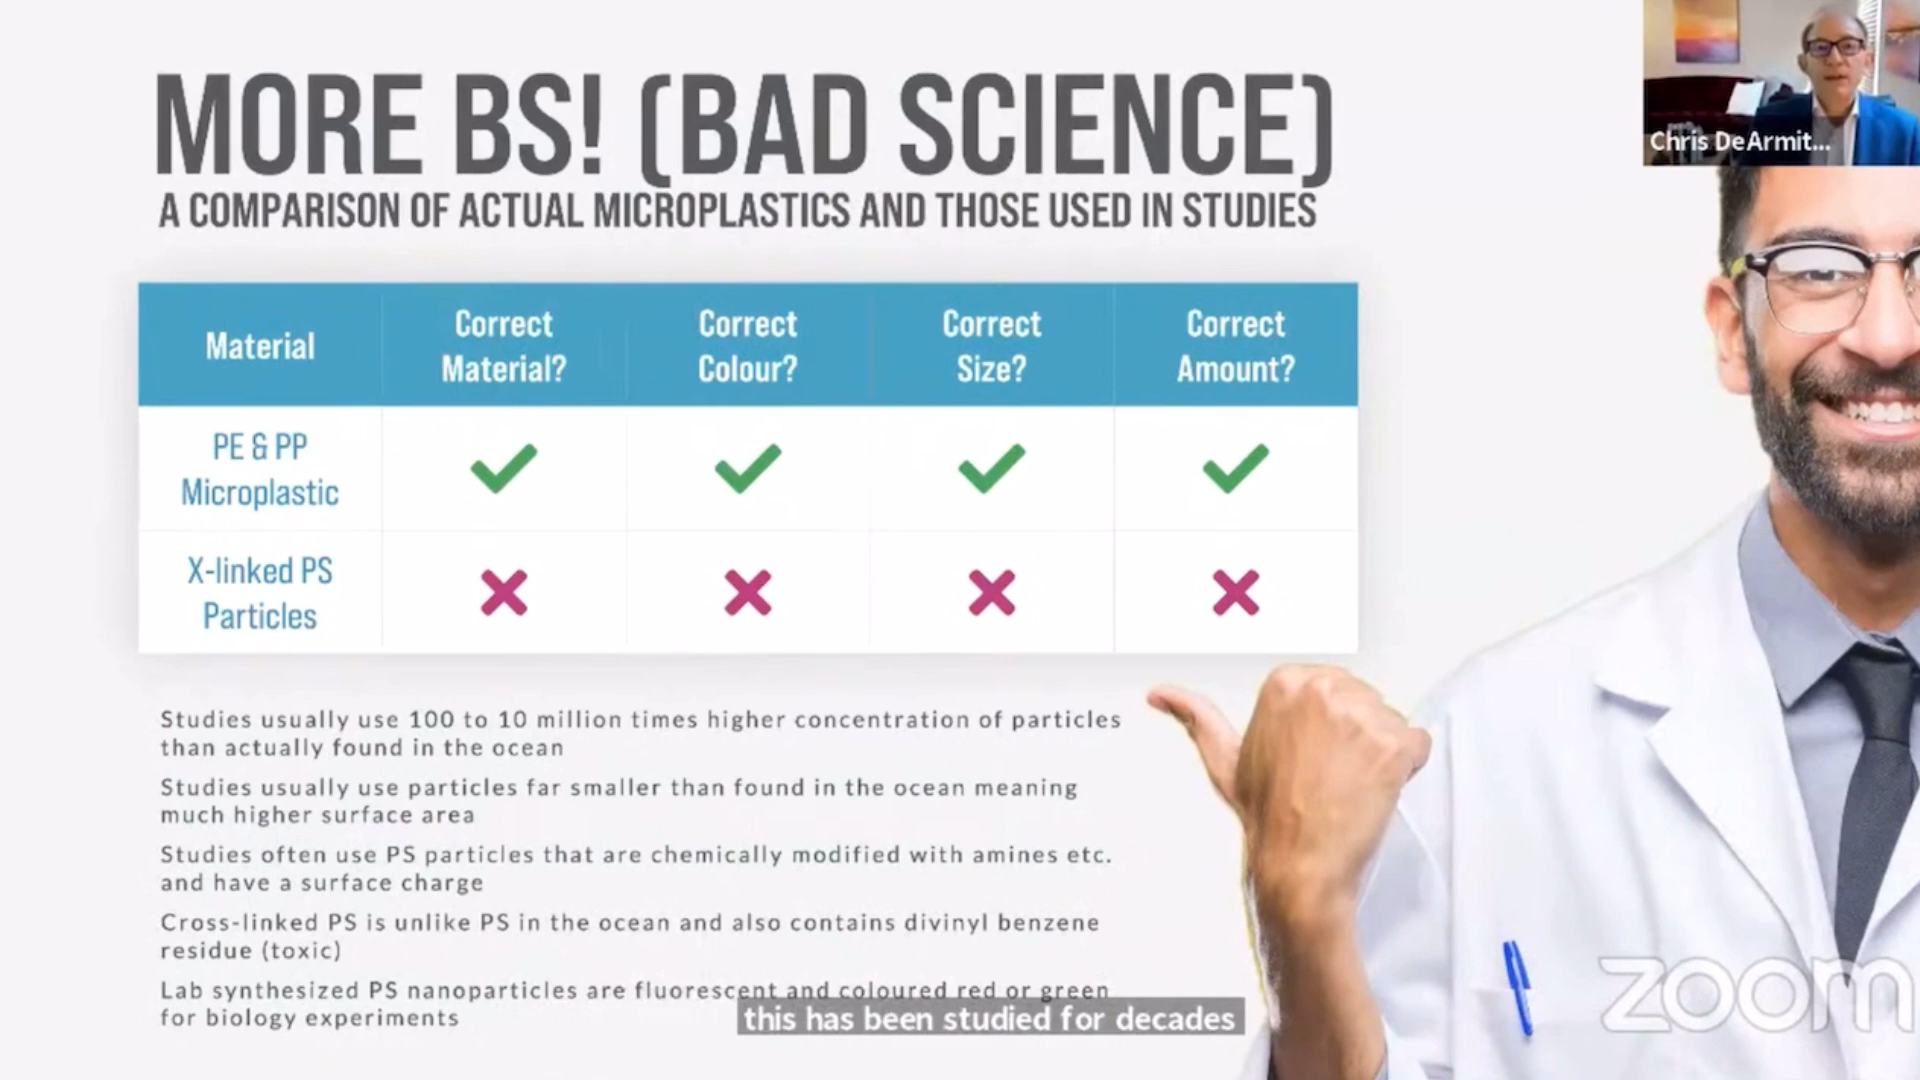 MORE BS! (BAD SCIENCE)
A COMPARISON OF ACTUAL MICROPLASTICS AND THOSE USED IN STUDIES
Chris DeArmit...
Material
Correct
Material?
Correct
Colour?
Correct
Size?
Correct
Amount?
PE & PP
Microplastic
X-linked PS
Particles
Studies usually use 100 to 10 million times higher concentration of particles
than actually found in the ocean
Studies usually use particles far smaller than found in the ocean meaning
much higher surface area
Studies often use PS particles that are chemically modified with amines etc.
and have a surface charge
Cross-linked PS is unlike PS in the ocean and also contains divinyl benzene
residue (toxic)
Lab synthesized PS nanoparticles are fluorescent and coloured red or green
for biology experiments
this has been studied for decades
zoom